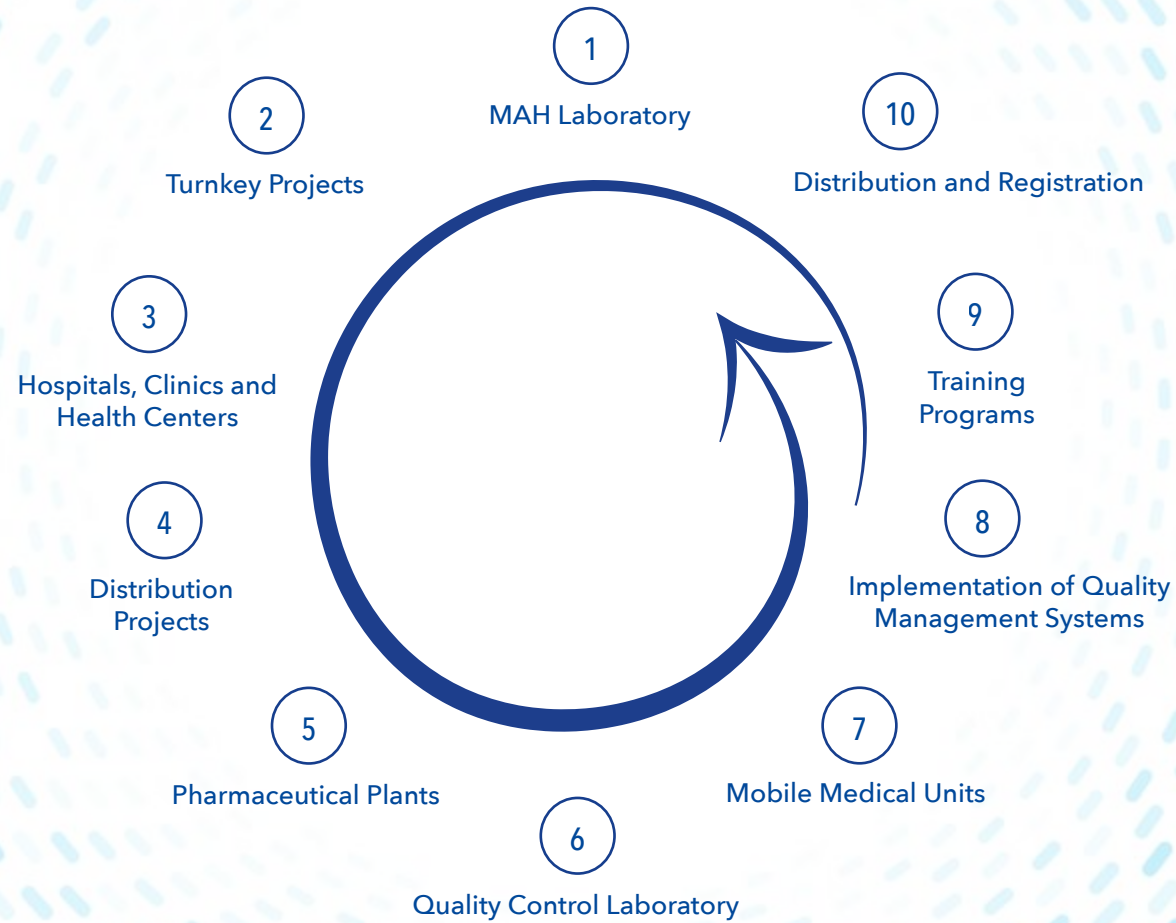 1
MAH Laboratory
2
Turnkey Projects
3
Hospitals, Clinics and
Health Centers
4
Distribution
Projects
5
Pharmaceutical Plants
6
Quality Control Laboratory
7
Mobile Medical Units
8
Implementation of Quality
Management Systems
9
Training
Programs
10
Distribution and Registration